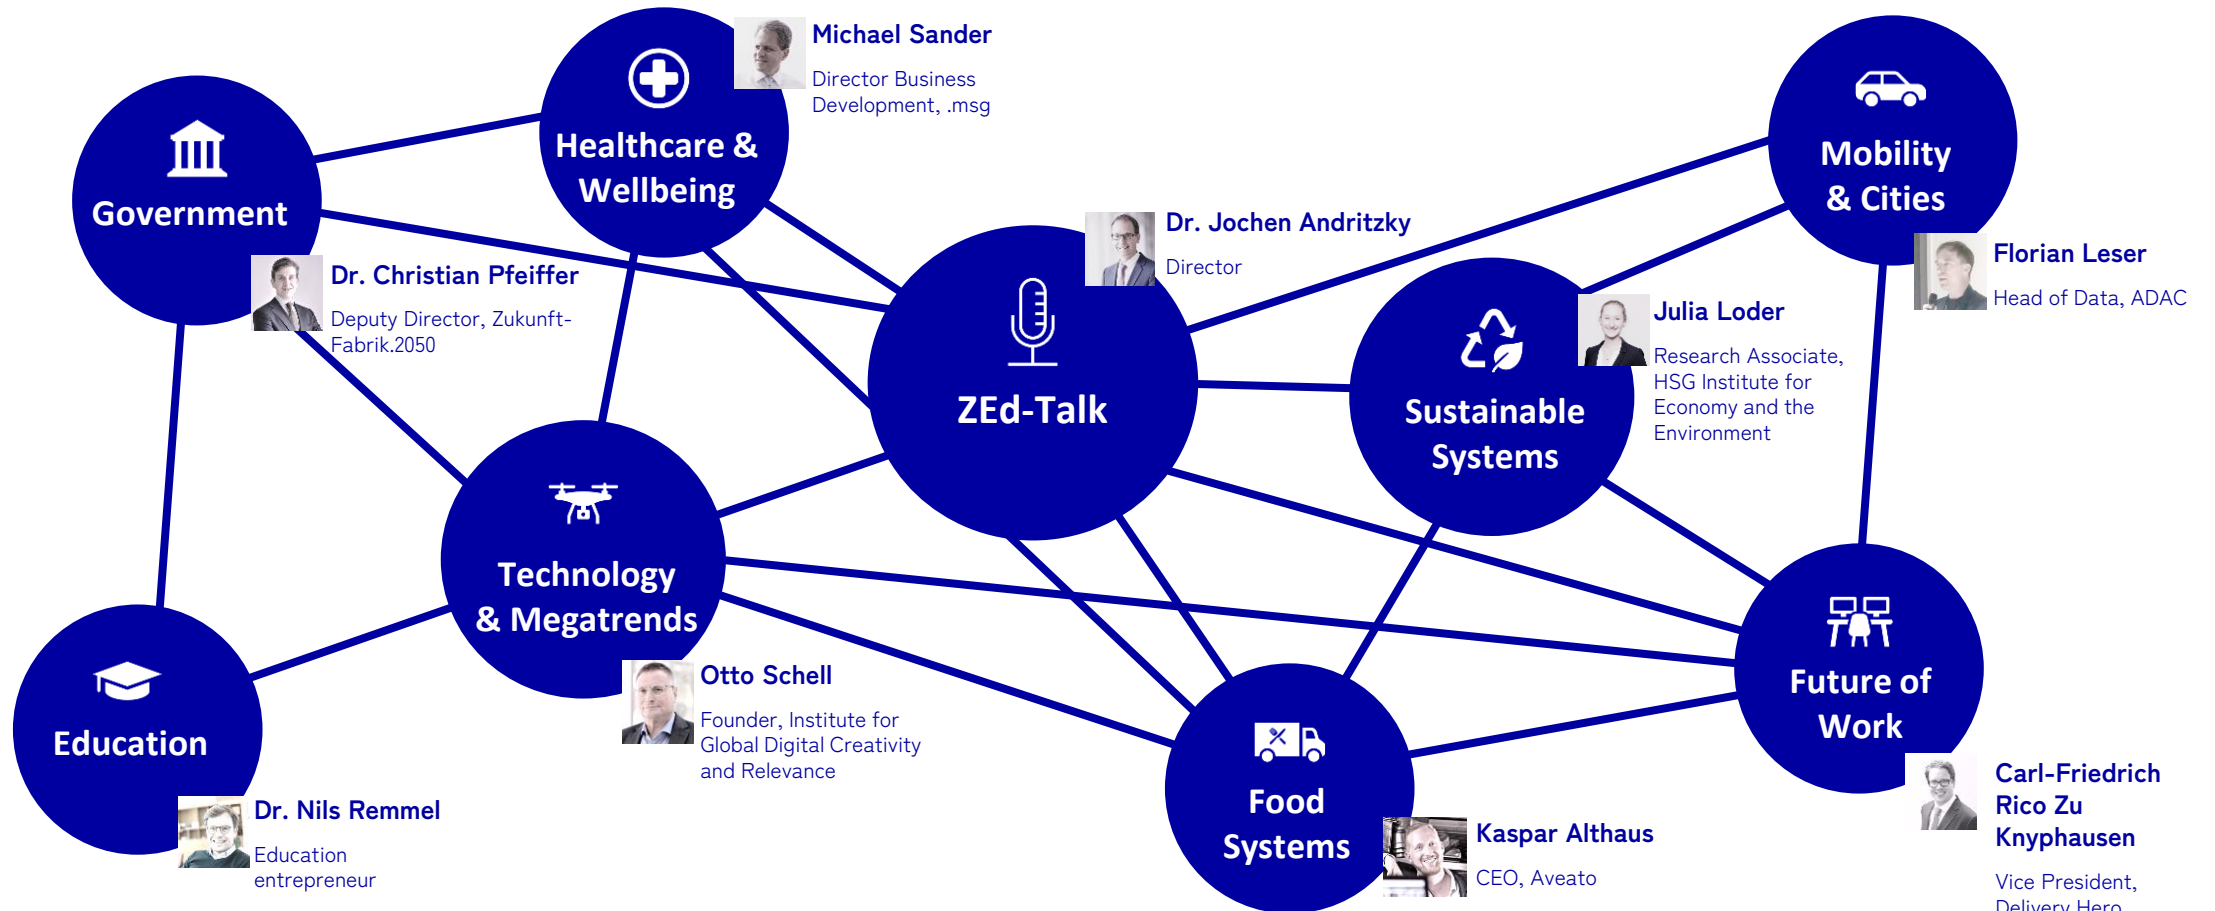 Michael Sander
Director Business
Development, .msg
Healthcare &
Wellbeing
Mobility
& Cities
Government
Dr. Jochen Andritzky
Director
Florian Leser
Head of Data, ADAC
Dr. Christian Pfeiffer
Deputy Director, Zukunft-
Fabrik.2050
Julia Loder
Research Associate,
HSG Institute for
Economy and the
Environment
ZEd-Talk
Sustainable
Systems
Technology
& Megatrends
Otto Schell
Founder, Institute for
Global Digital Creativity
and Relevance
Future of
Work
Education
Dr. Nils Remmel
Education
entrepreneur
Food
Systems
Kaspar Althaus
CEO, Aveato
Carl-Friedrich
Rico Zu
Knyphausen
Vice President,
Delivery Hero